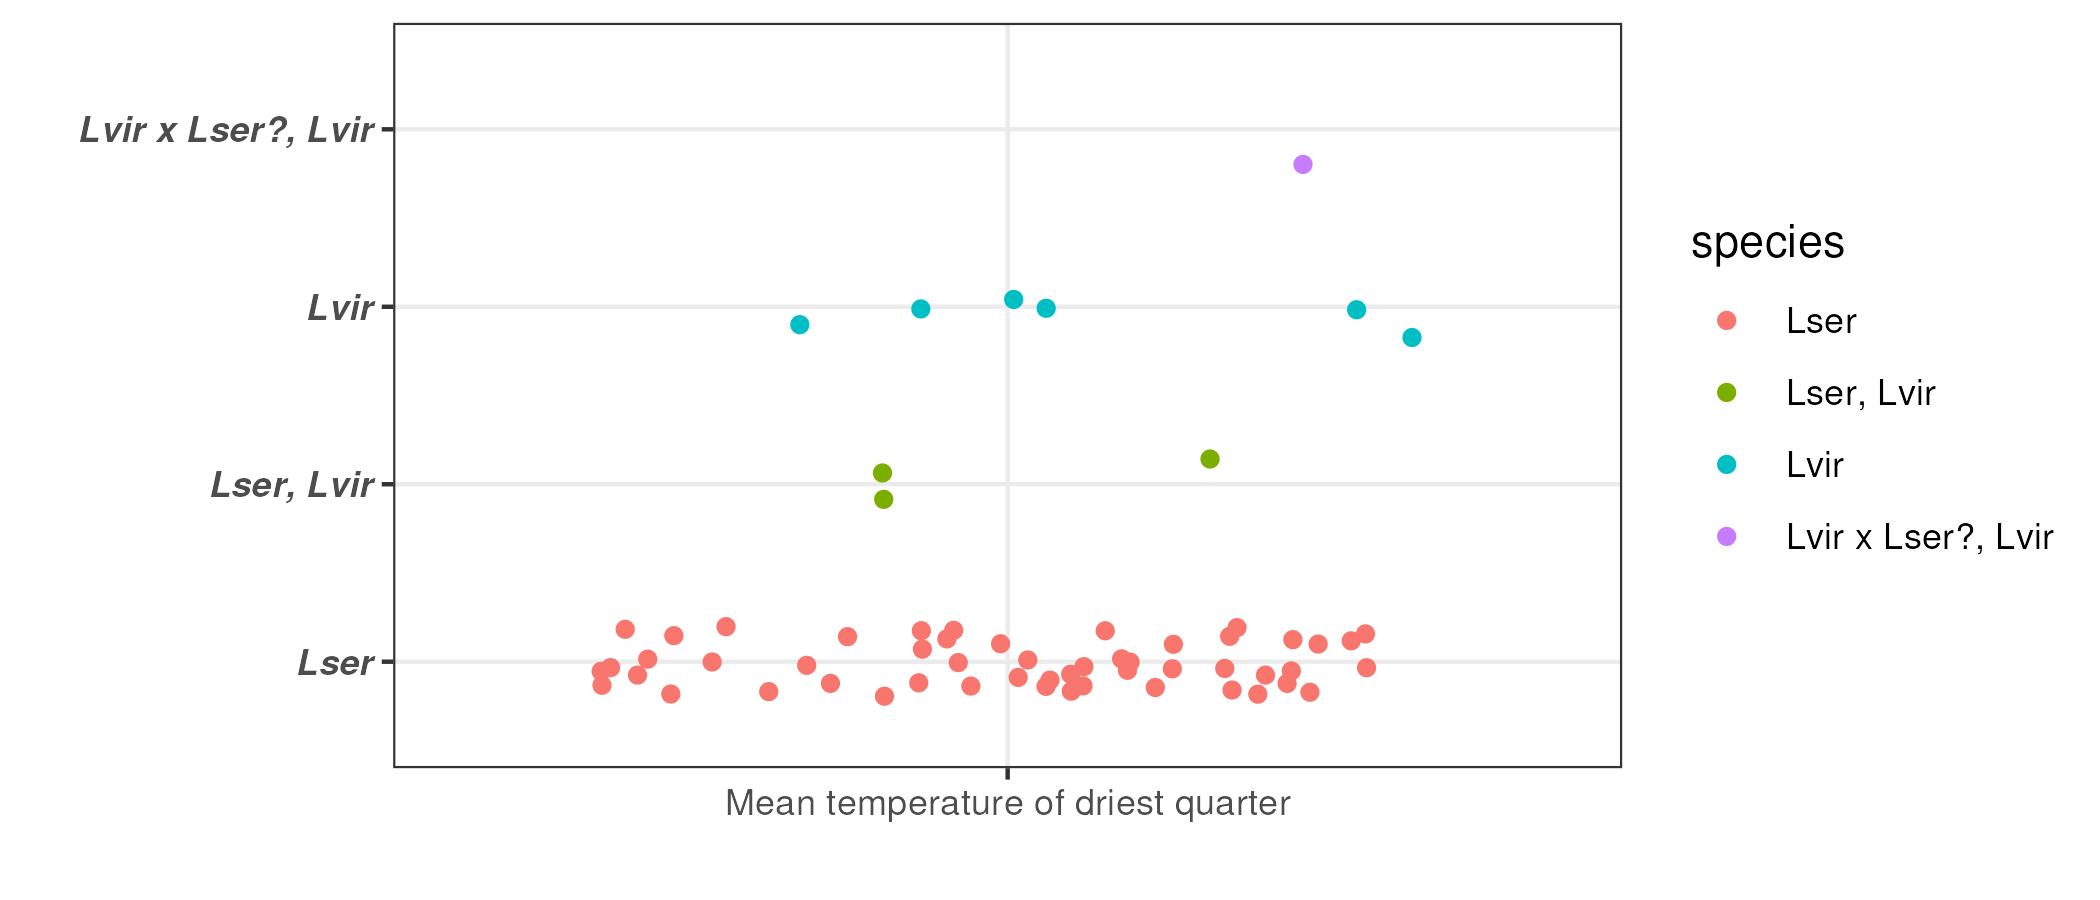 Lvir x Lser?, Lvir
Lvir
Lser, Lvir
Lser
Mean temperature of driest quarter
species
Lser
Lser, Lvir
Lvir
Lvir x Lser?, Lvir